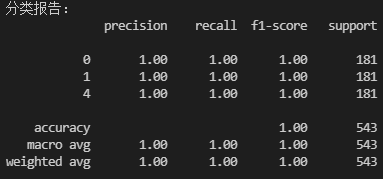 分类报告:
precision recall f1-score support
0 1.00 1.00 1.00 181
1 1.00 1.00 1.00 181
4 1.00 1.00 1.00 181
accuracy 1.00 543
macro avg 1.00 1.00 1.00 543
weighted avg 1.00 1.00 1.00 543